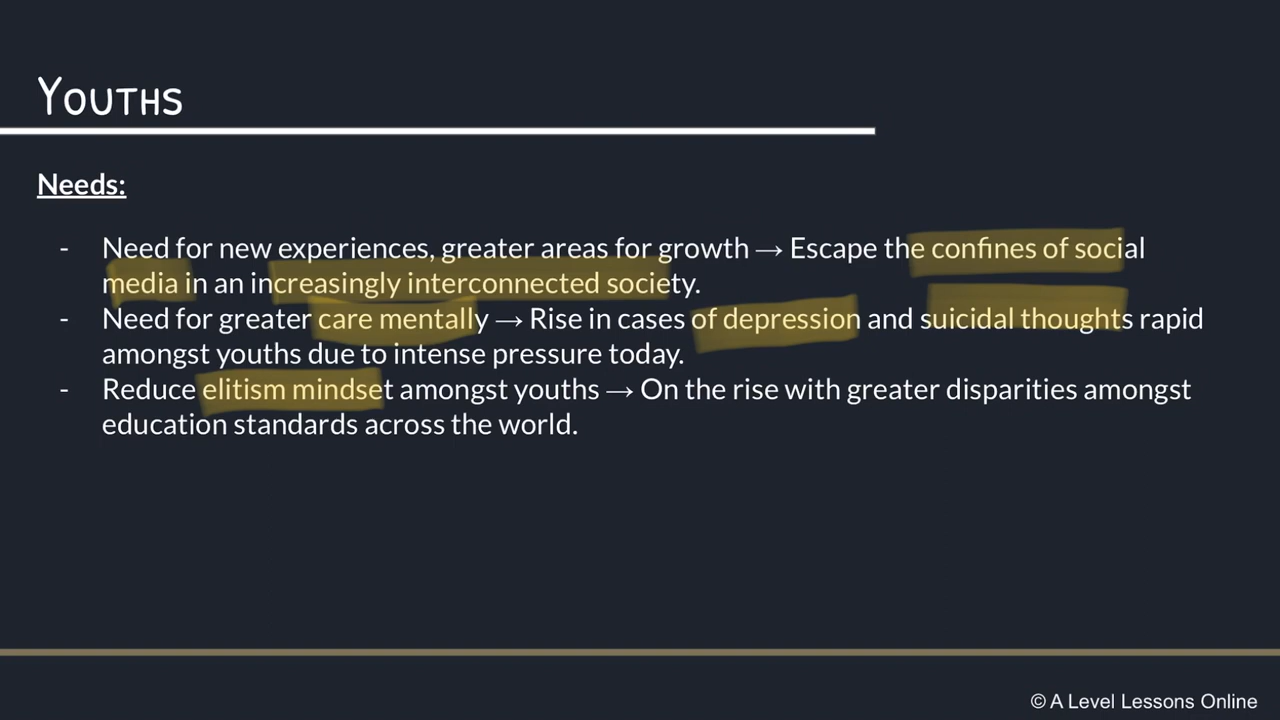 Youths
Needs:
- Need for new experiences, greater areas for growth → Escape the confines of social
media in an increasingly interconnected society.
- Need for greater care mentally → Rise in cases of depression and suicidal thoughts rapid
amongst youths due to intense pressure today.
- Reduce elitism mindset amongst youths → On the rise with greater disparities amongst
education standards across the world.
© A Level Lessons Online